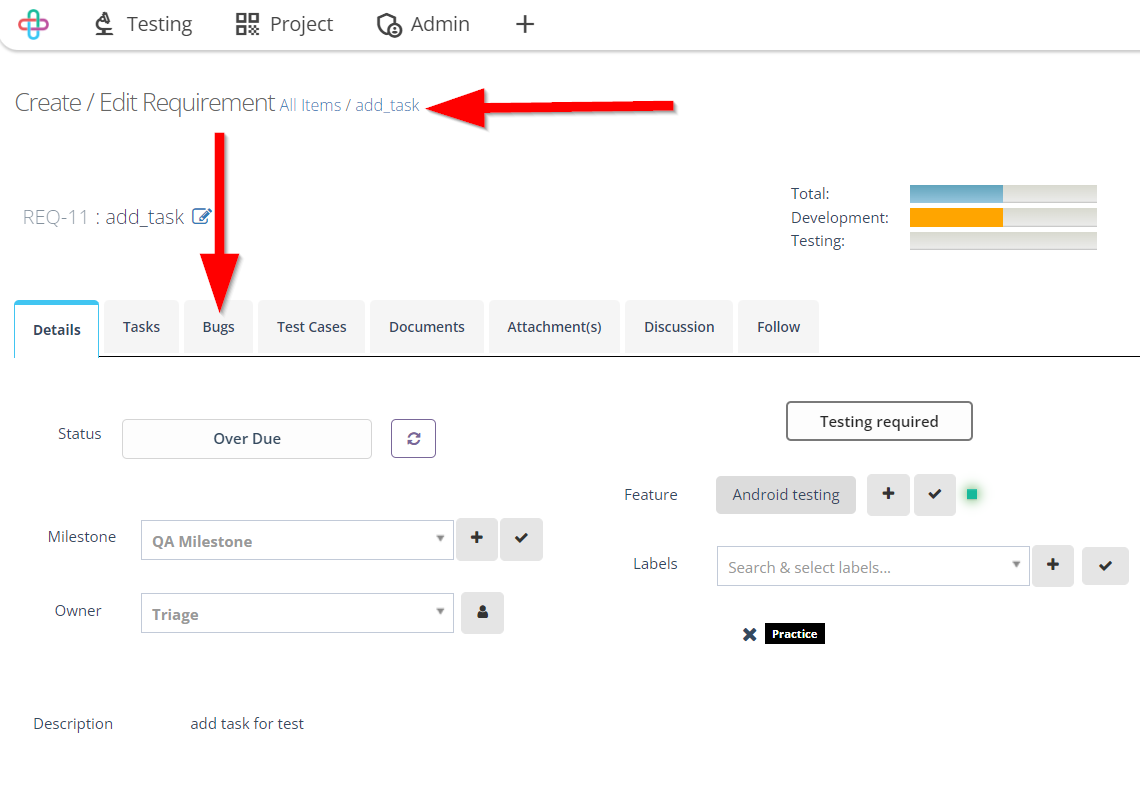 Testing Project Admin
Create / Edit Requirement All Items / add_task
REQ-11 : add_task
Total:
Development:
Testing:
Details Tasks Bugs Test Cases Documents Attachment(s) Discussion Follow
Status Over Due
Testing required
Feature Android testing
Milestone QA Milestone
Labels Search & select labels...
Owner Triage
Practice
Description add task for test